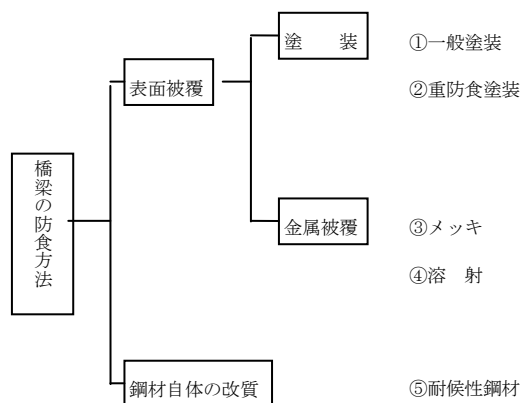 橋梁の防食方法
表面被覆
塗　装
①一般塗装
②重防食塗装
金属被覆
③メッキ
④溶　射
鋼材自体の改質
⑤耐候性鋼材